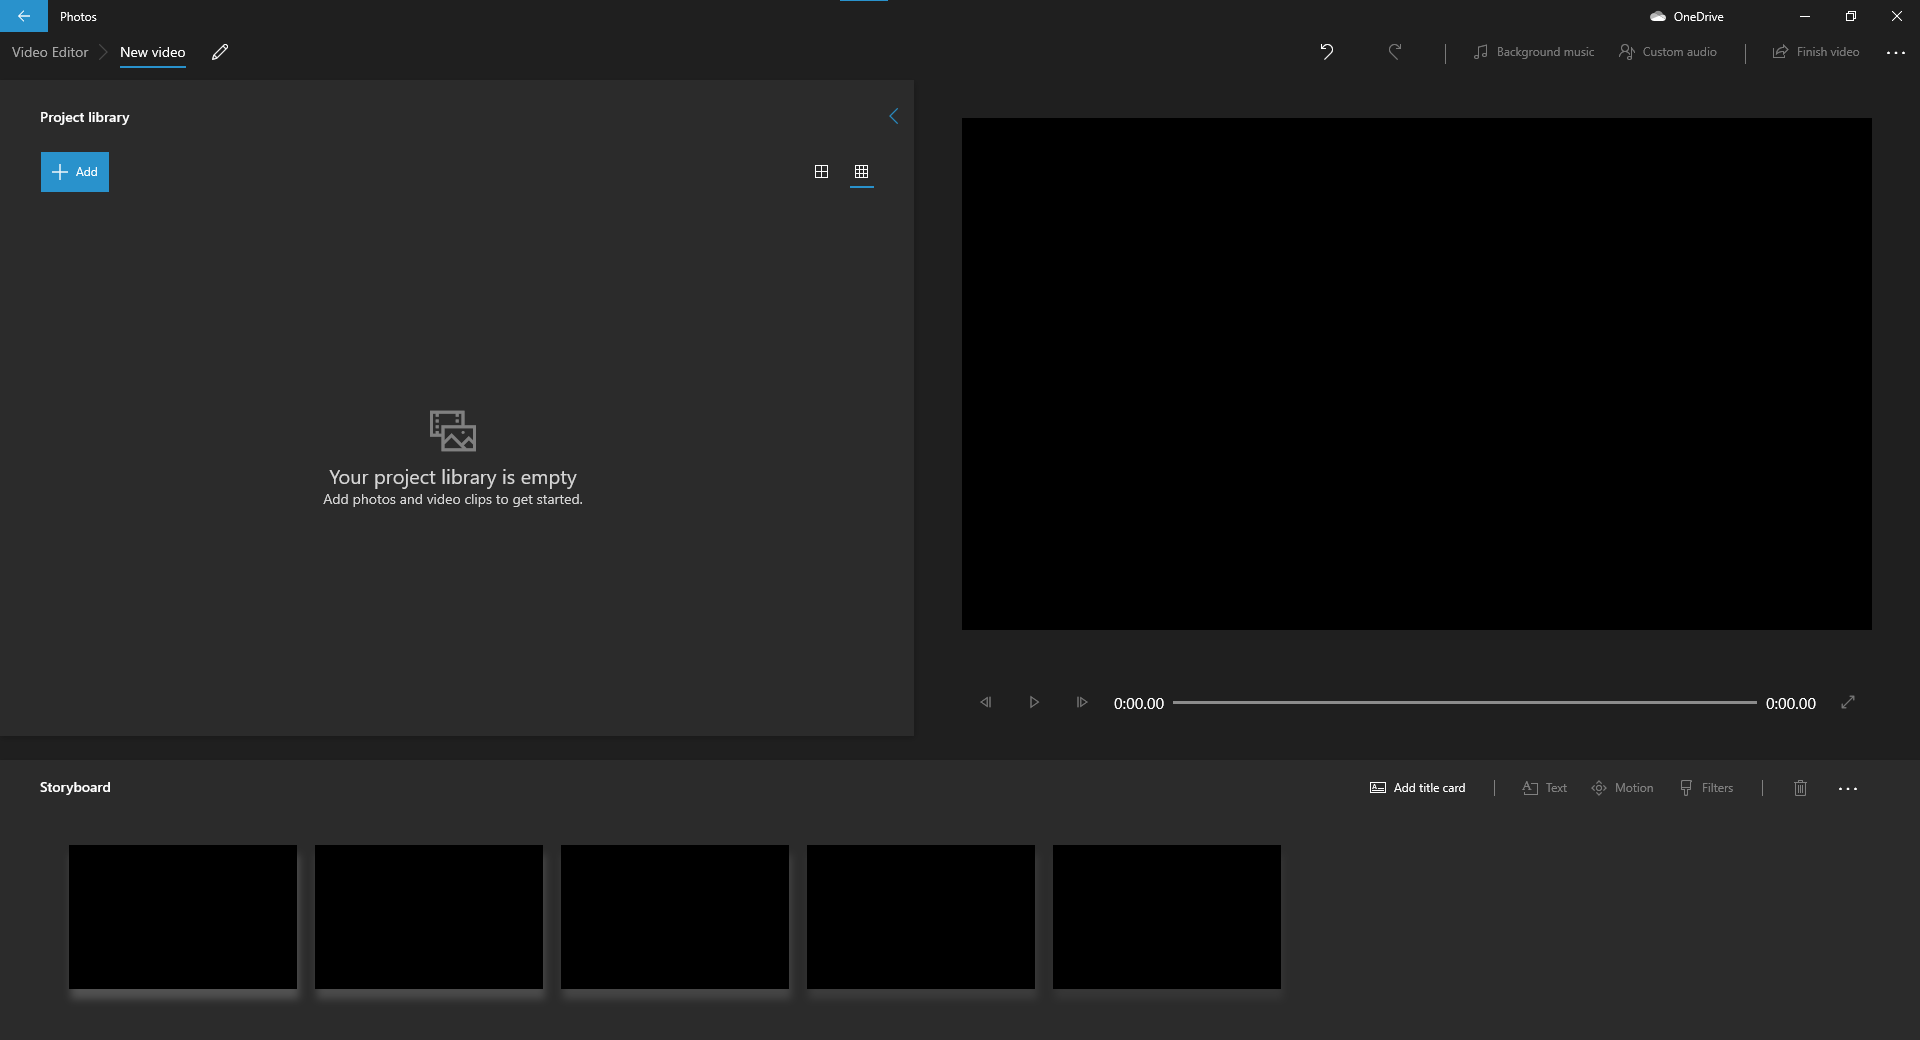 Photos
OneDrive
Video Editor
New video
Background music
Custom audio
Finish video
Project library
Add
Your project library is empty
Add photos and video clips to get started.
0:00.00
0:00.00
Storyboard
Add title card
Text
Motion
Filters